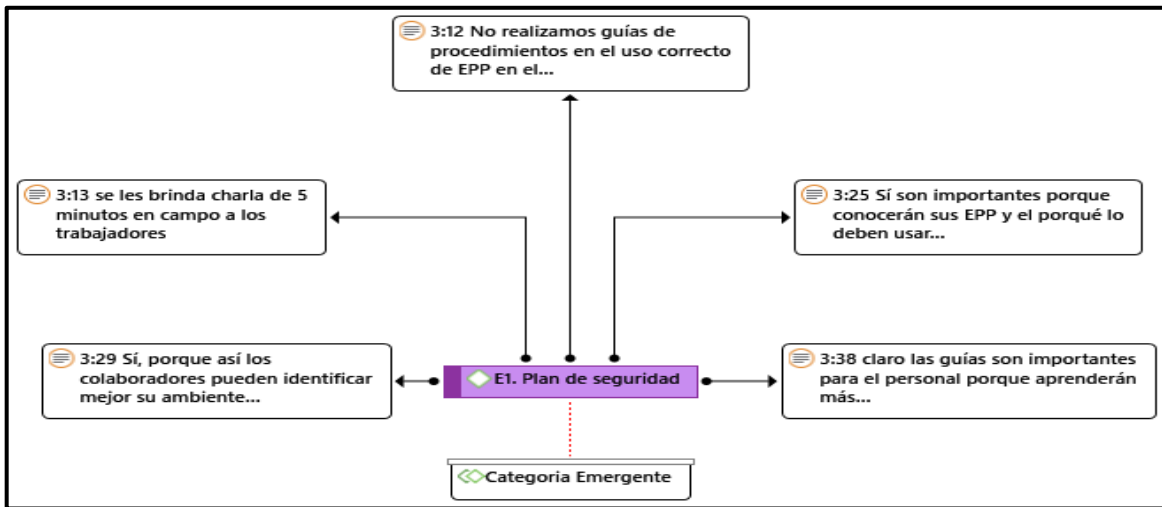 3:12 No realizamos guías de
procedimientos en el uso correcto
de EPP en el...
3:13 se les brinda charla de 5
minutos en campo a los
trabajadores
3:25 Sí son importantes porque
conocerán sus EPP y el porqué lo
deben usar...
3:29 Sí, porque así los
colaboradores pueden identificar
mejor su ambiente...
E1. Plan de seguridad
3:38 claro las guías son importantes
para el personal porque aprenderán
más...
Categoria Emergente